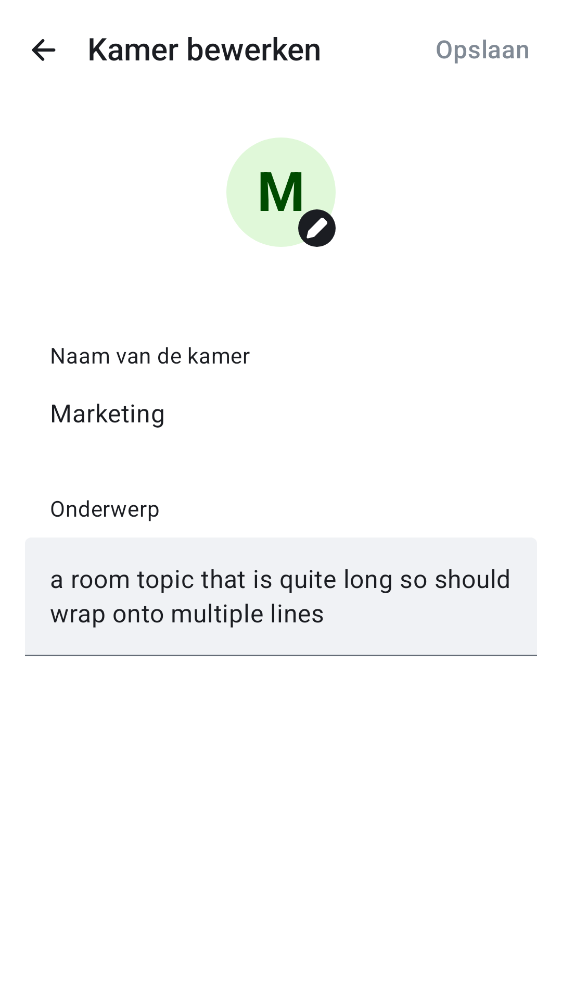 Kamer bewerken
Opslaan
M
Naam van de kamer
Marketing
Onderwerp
a room topic that is quite long so should
wrap onto multiple lines